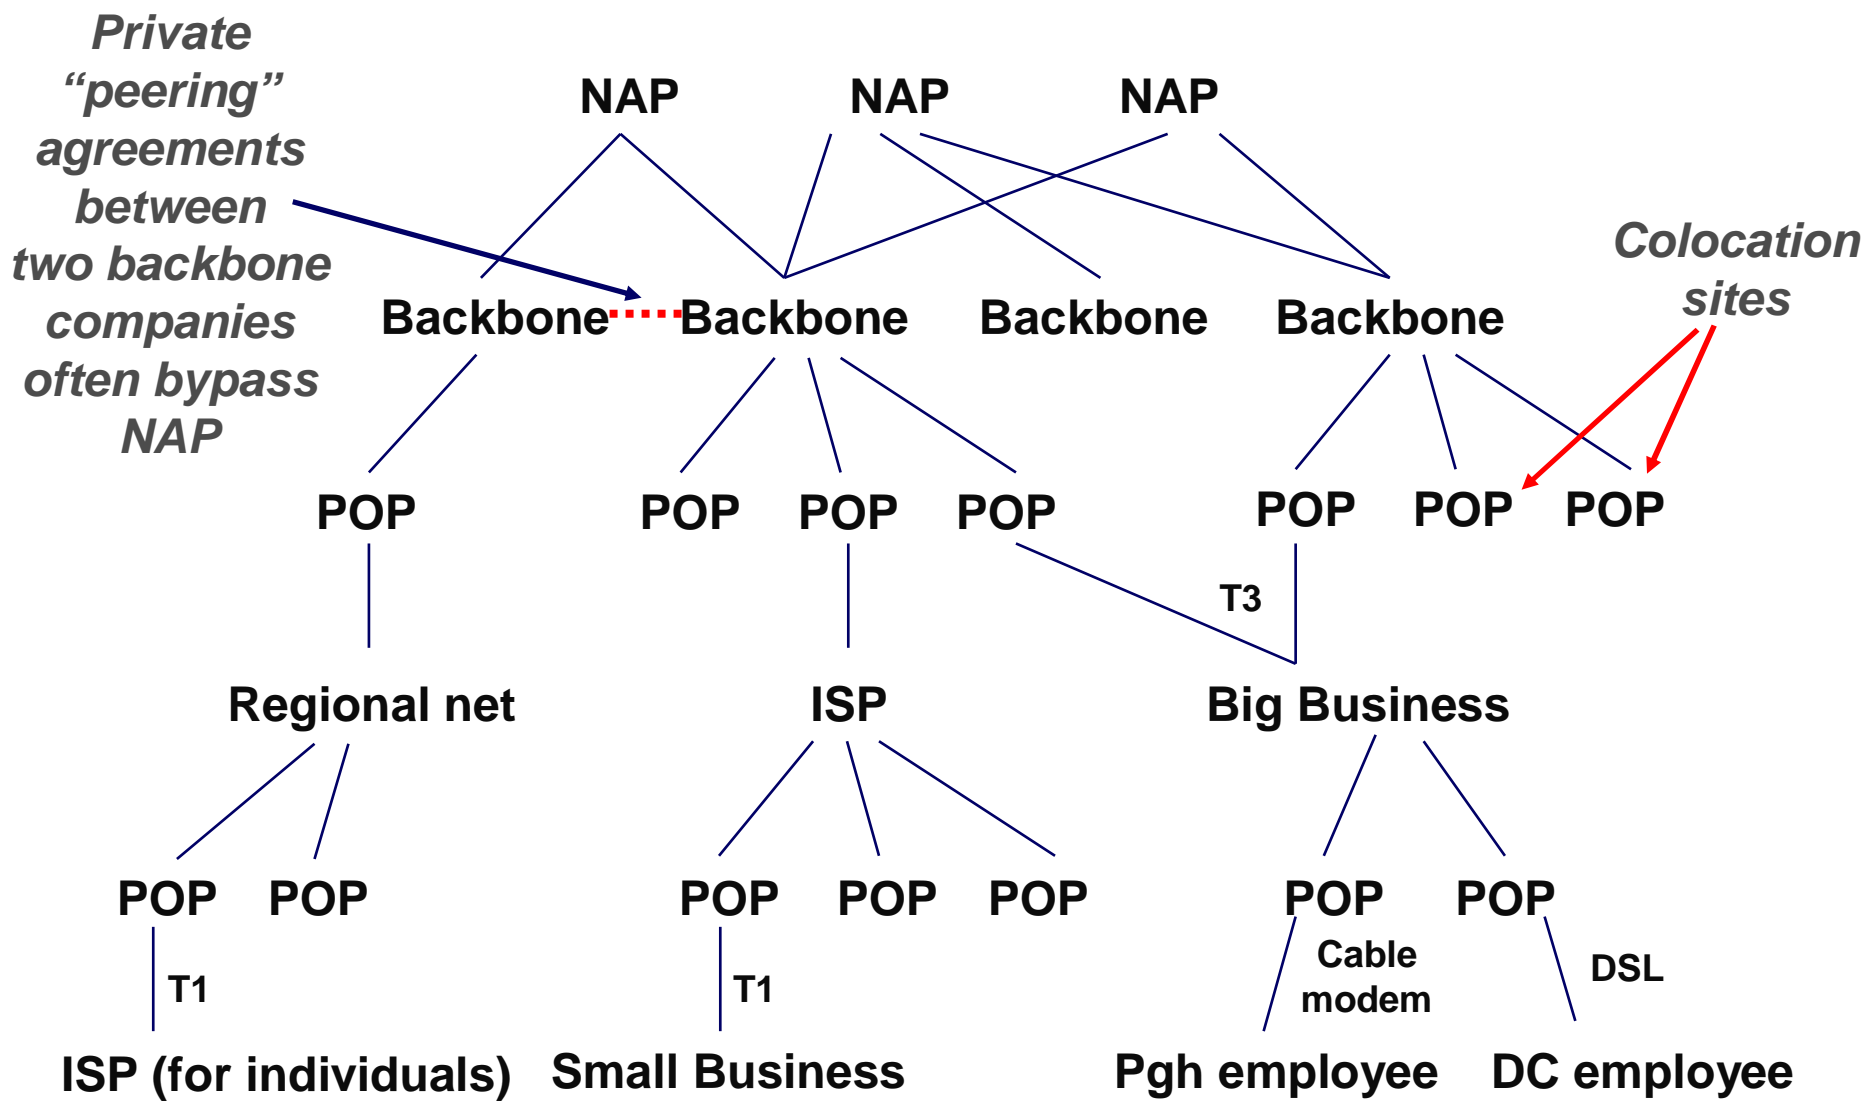 Private
“peering”
agreements
between
two backbone
companies
often bypass
NAP
NAP NAP NAP
Colocation
sites
Backbone Backbone Backbone Backbone
POP POP POP POP POP POP POP
T3
Regional net ISP Big Business
POP POP POP POP POP POP POP
T1 T1 Cable
modem DSL
ISP (for individuals) Small Business Pgh employee DC employee